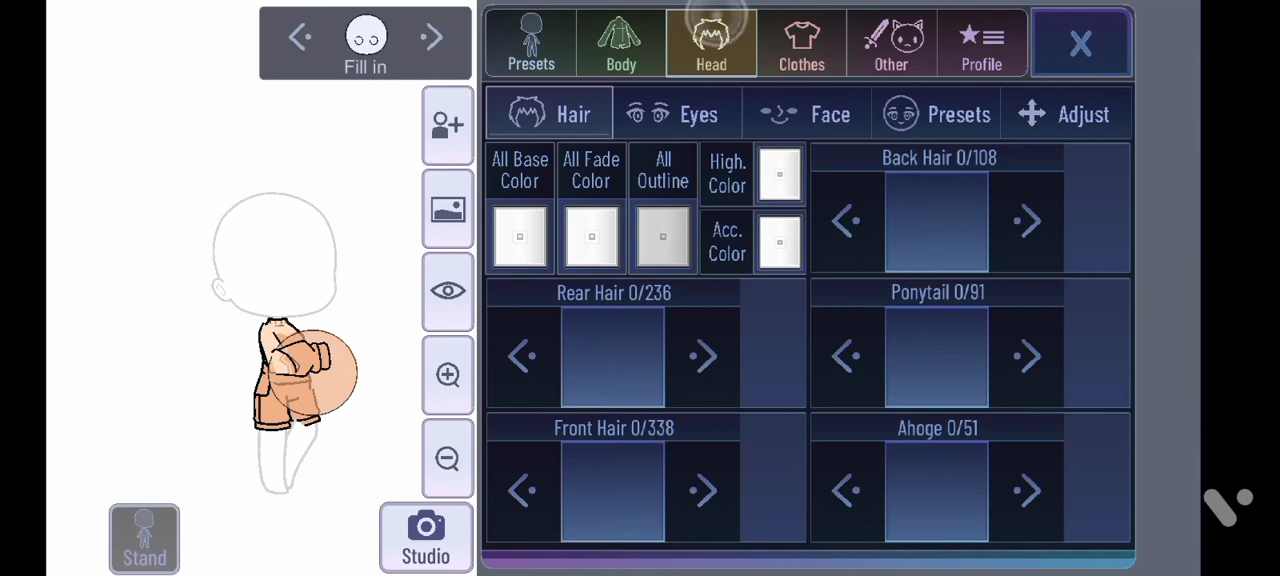 Fill in
Presets
Body
Head
Clothes
Other
Profile
X
Hair
Eyes
Face
Presets
Adjust
All Base
Color
All Fade
Color
All
Outline
High.
Color
Acc.
Color
Back Hair 0/108
Rear Hair 0/236
Ponytail 0/91
Front Hair 0/338
Ahoge 0/51
Stand
Studio